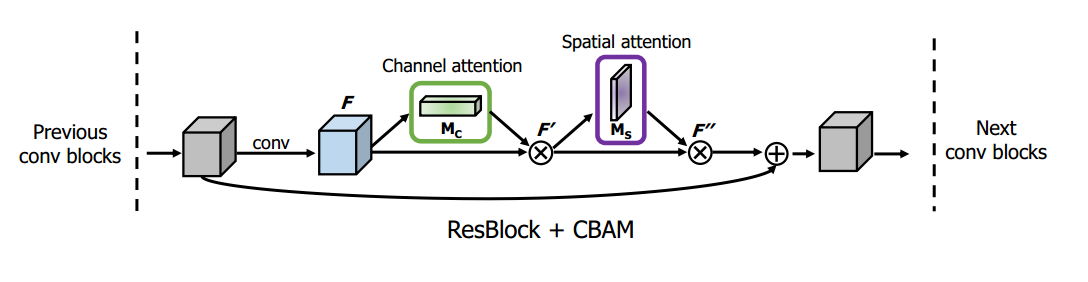 Spatial attention
Channel attention
F
M_C
F′
M_S
F″
Previous
conv blocks
conv
Next
conv blocks
ResBlock + CBAM